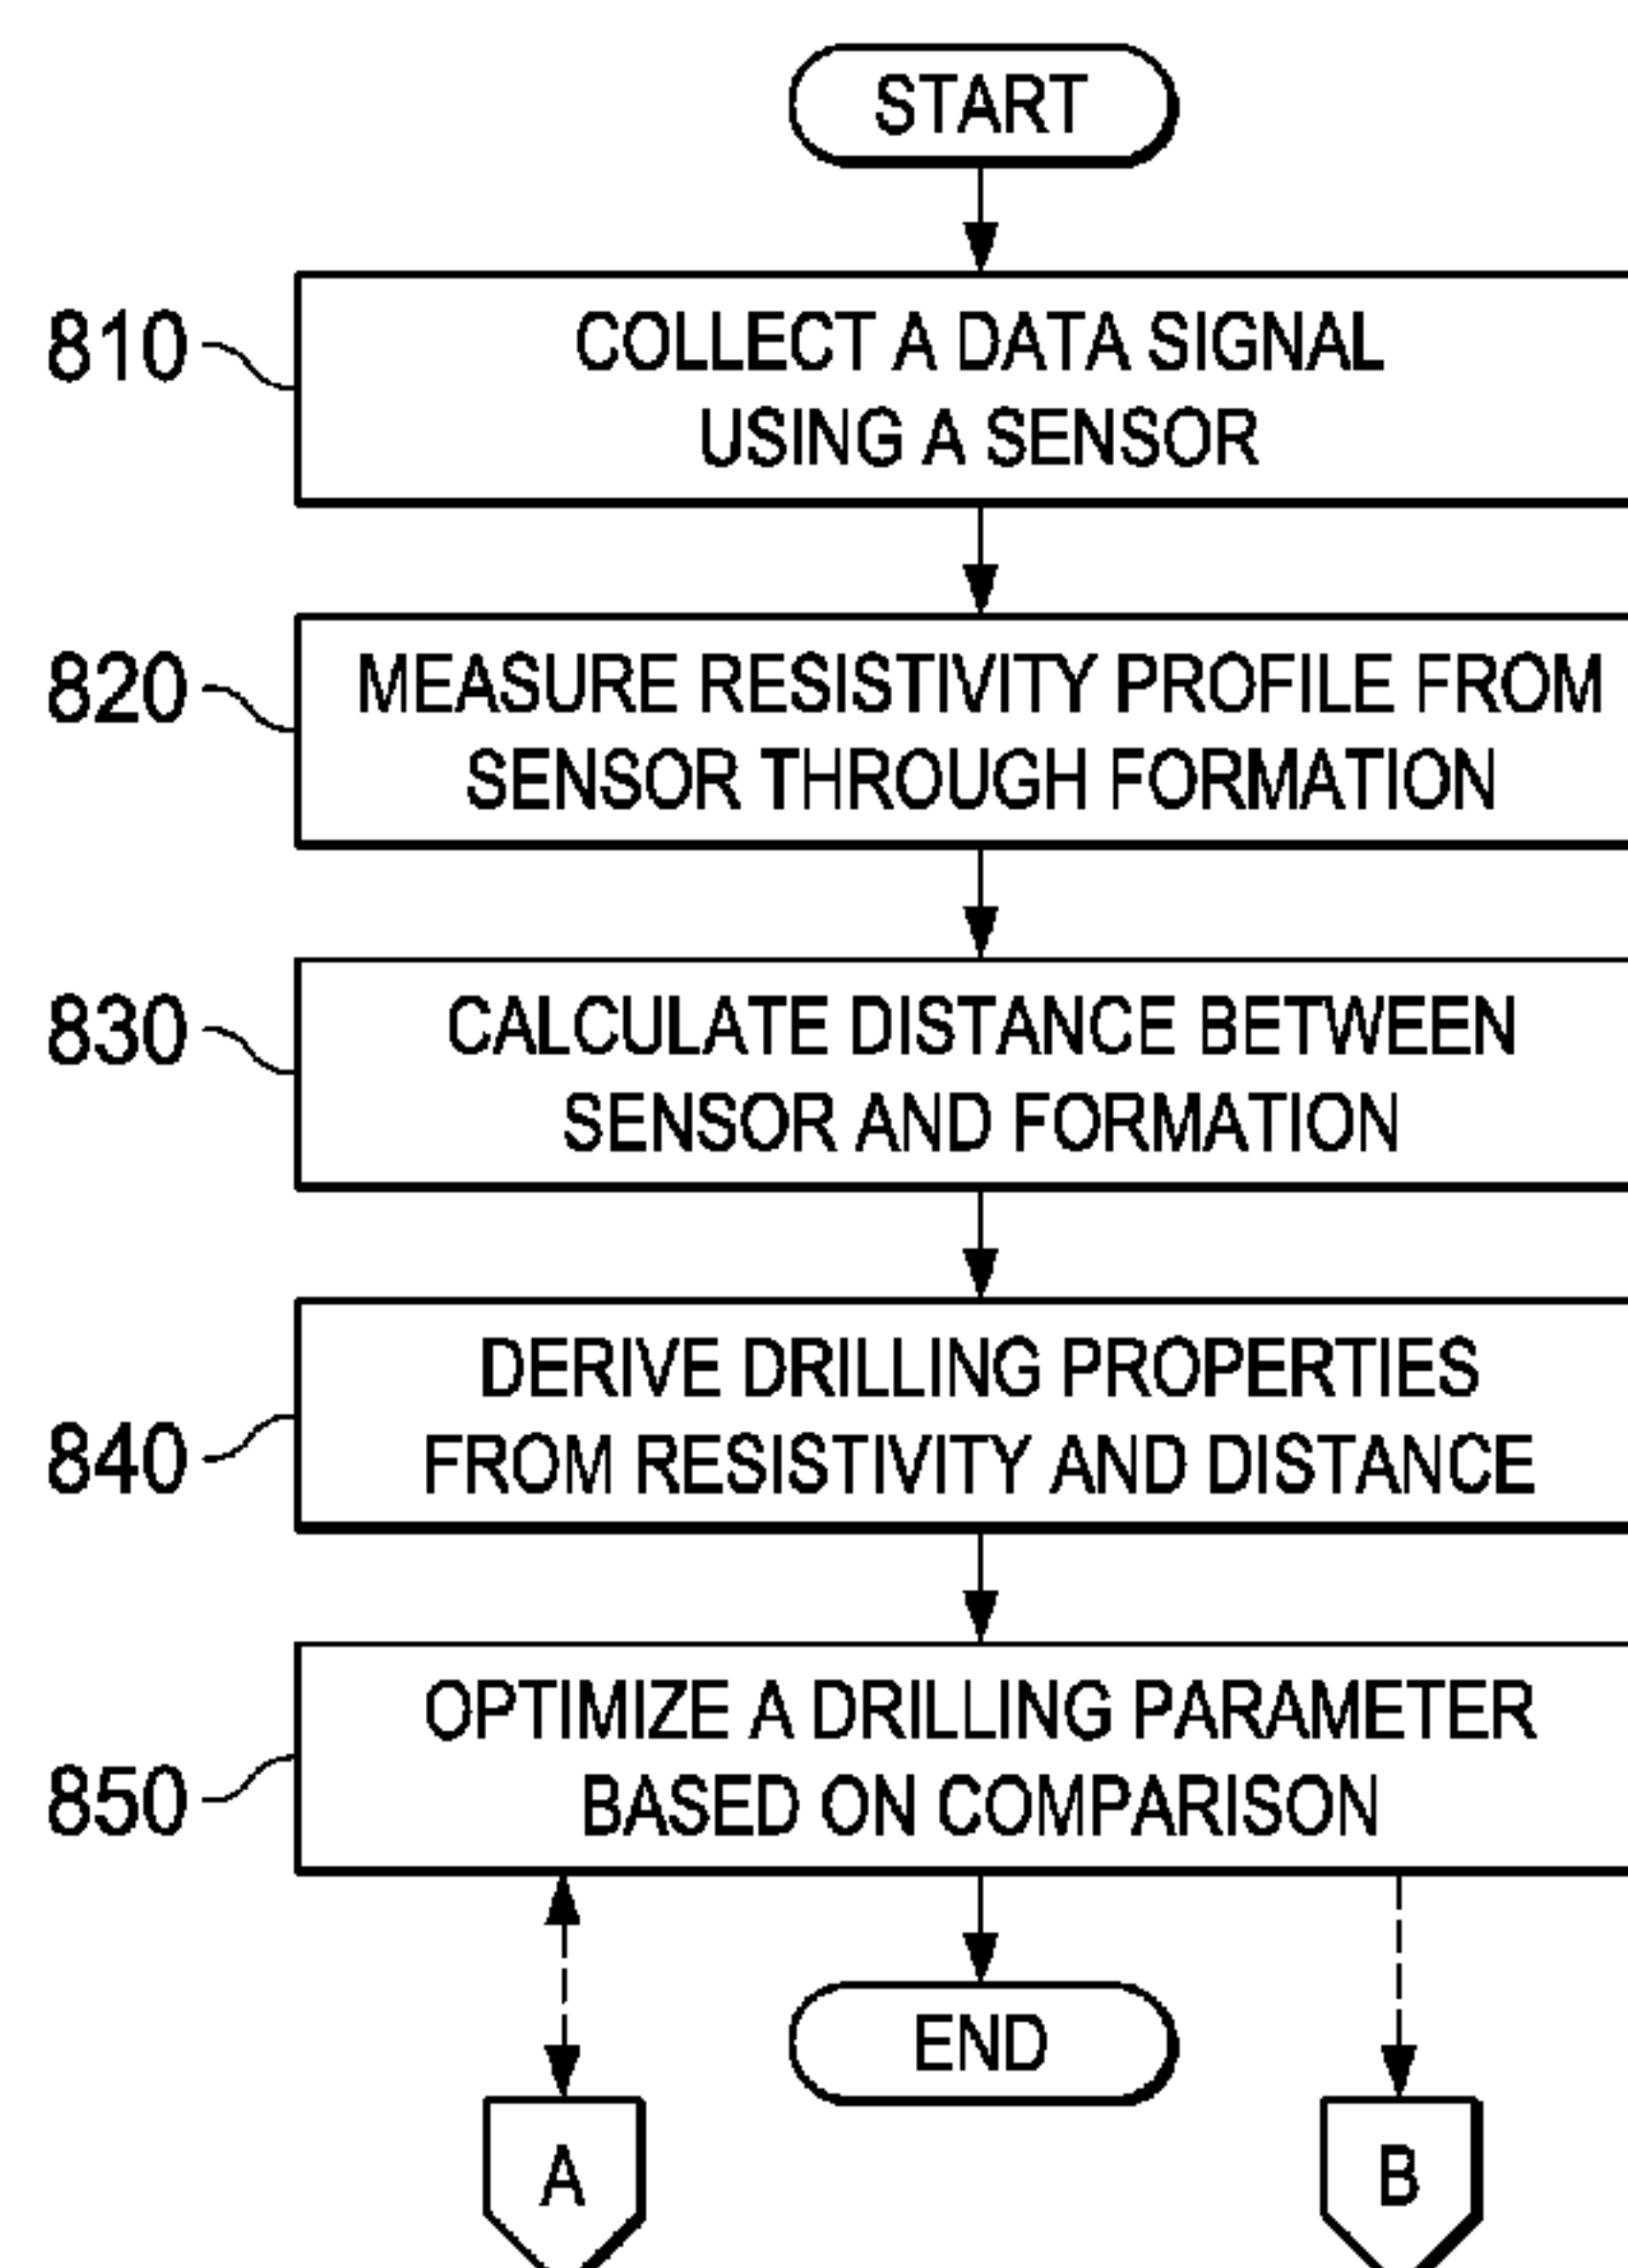 START
810
COLLECT A DATA SIGNAL
USING A SENSOR
820
MEASURE RESISTIVITY PROFILE FROM
SENSOR THROUGH FORMATION
830
CALCULATE DISTANCE BETWEEN
SENSOR AND FORMATION
840
DERIVE DRILLING PROPERTIES
FROM RESISTIVITY AND DISTANCE
850
OPTIMIZE A DRILLING PARAMETER
BASED ON COMPARISON
END
A
B